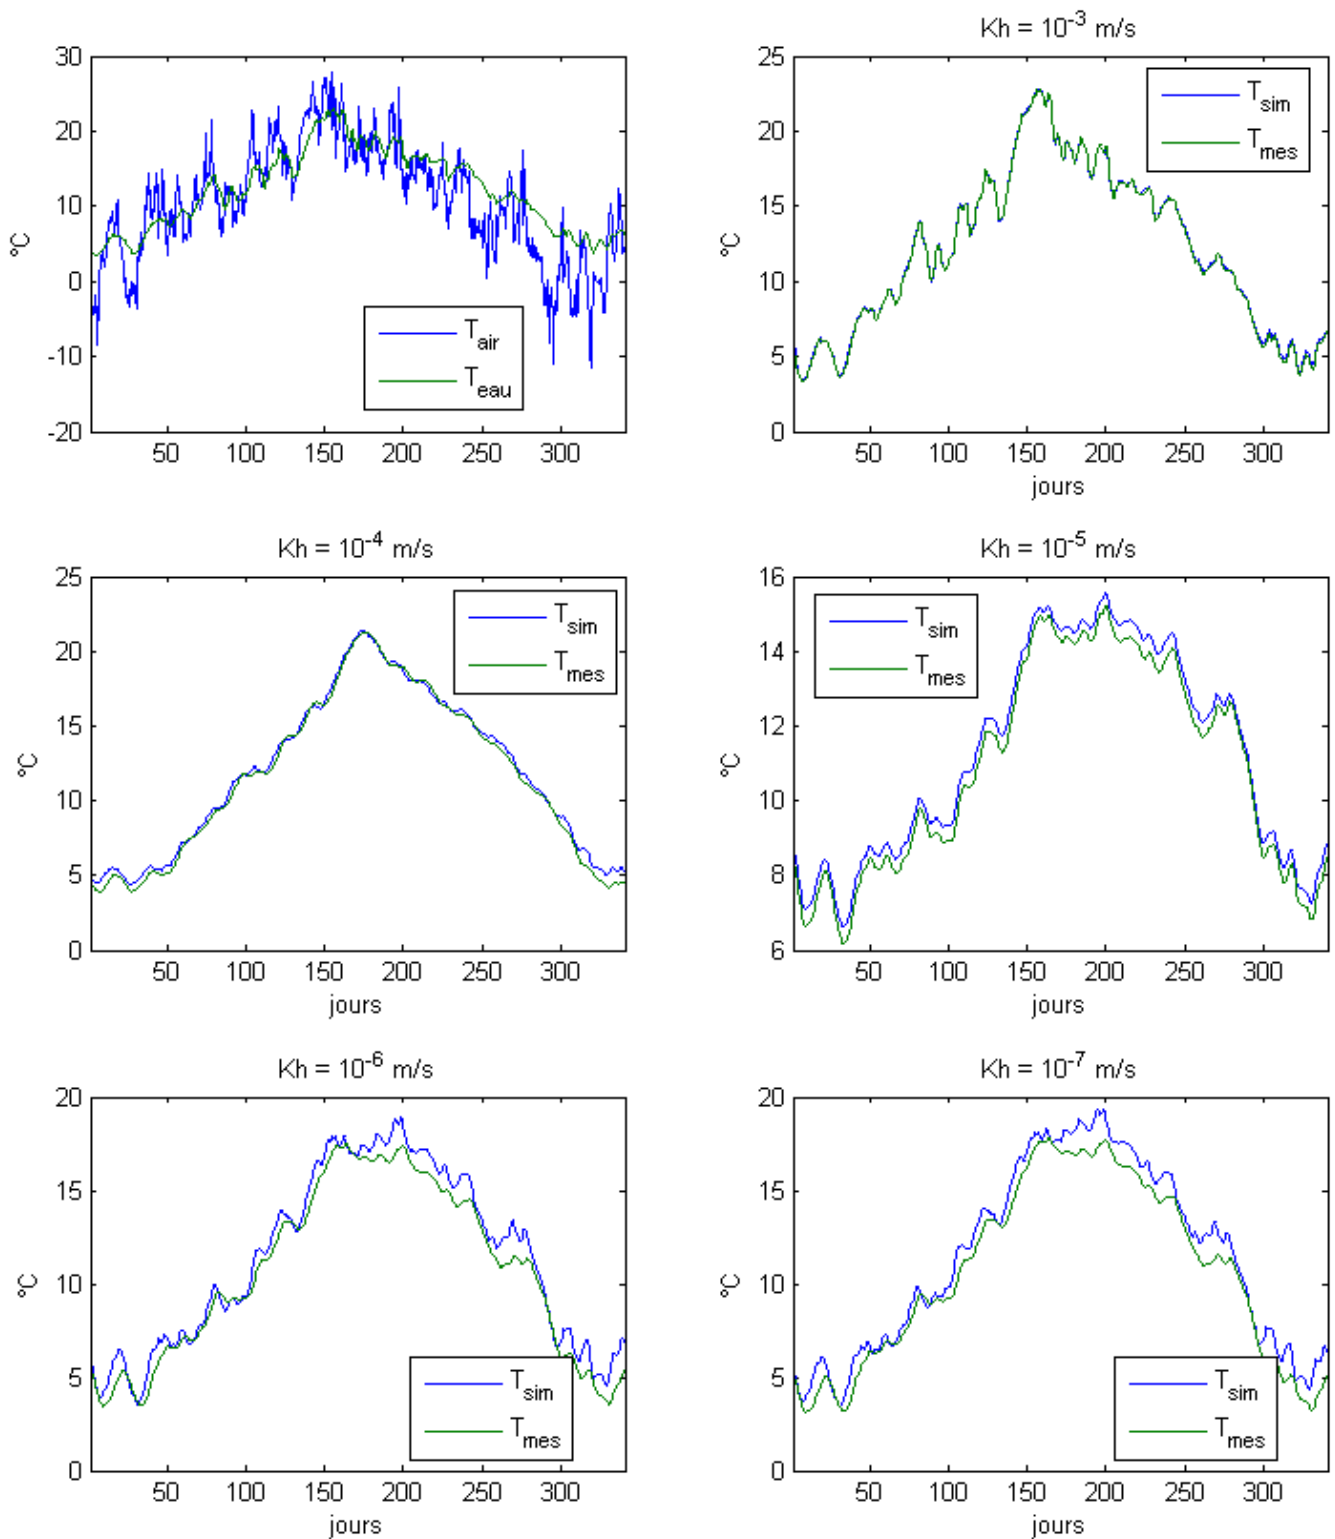 30
20
10
0
-10
-20
°C
50 100 150 200 250 300
T_air
T_eau
Kh = 10^-3 m/s
25
20
15
10
5
0
°C
50 100 150 200 250 300
jours
T_sim
T_mes
Kh = 10^-4 m/s
25
20
15
10
5
0
°C
50 100 150 200 250 300
jours
T_sim
T_mes
Kh = 10^-5 m/s
16
14
12
10
8
6
°C
50 100 150 200 250 300
jours
T_sim
T_mes
Kh = 10^-6 m/s
20
15
10
5
0
°C
50 100 150 200 250 300
jours
T_sim
T_mes
Kh = 10^-7 m/s
20
15
10
5
0
°C
50 100 150 200 250 300
jours
T_sim
T_mes